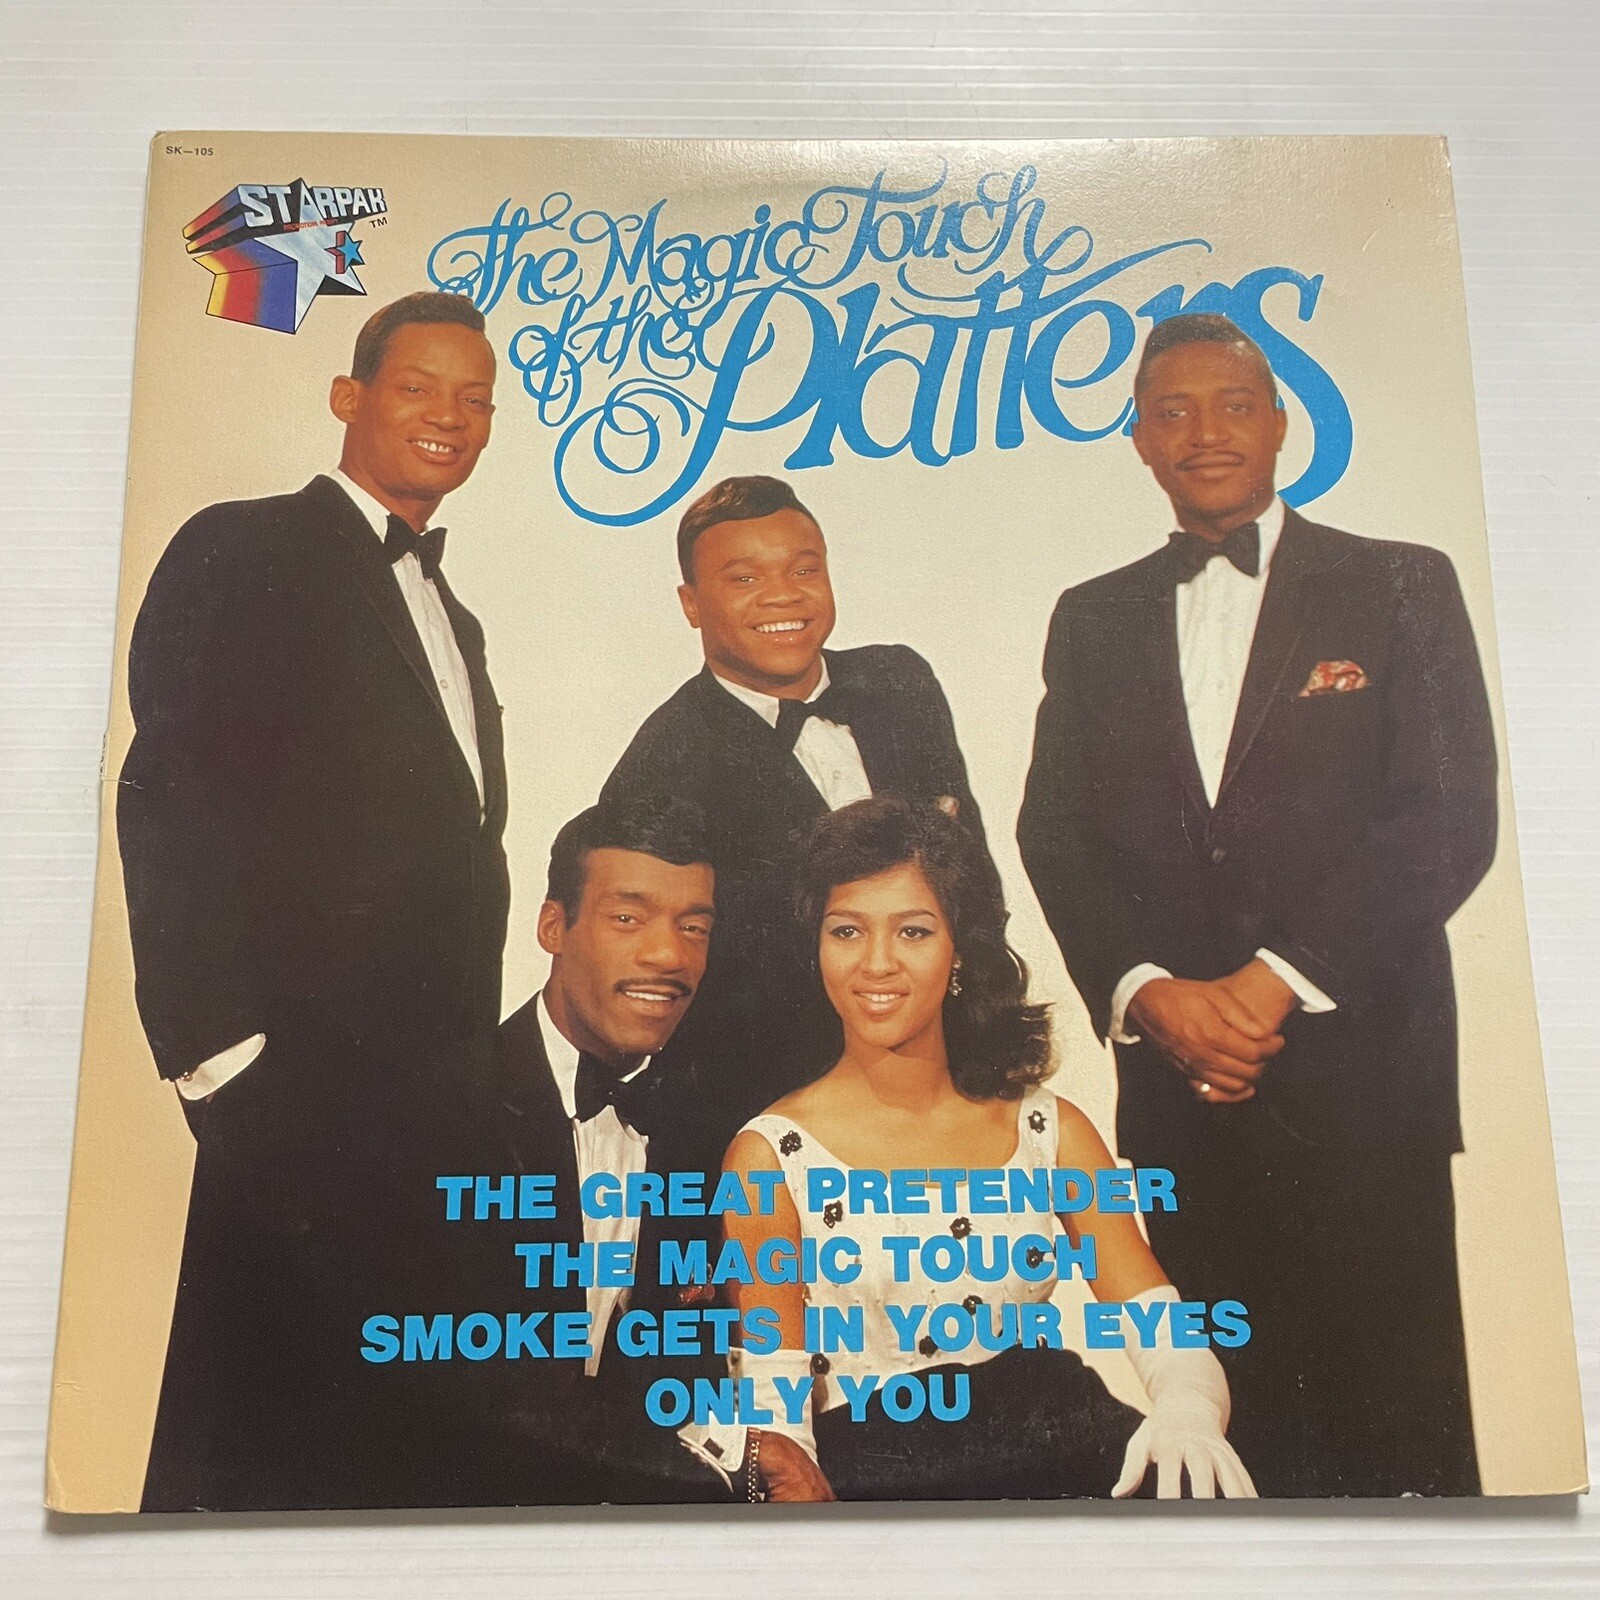 SK—105
STARPAK
TM
The Magic Touch
of the Platters
THE GREAT PRETENDER
THE MAGIC TOUCH
SMOKE GETS IN YOUR EYES
ONLY YOU